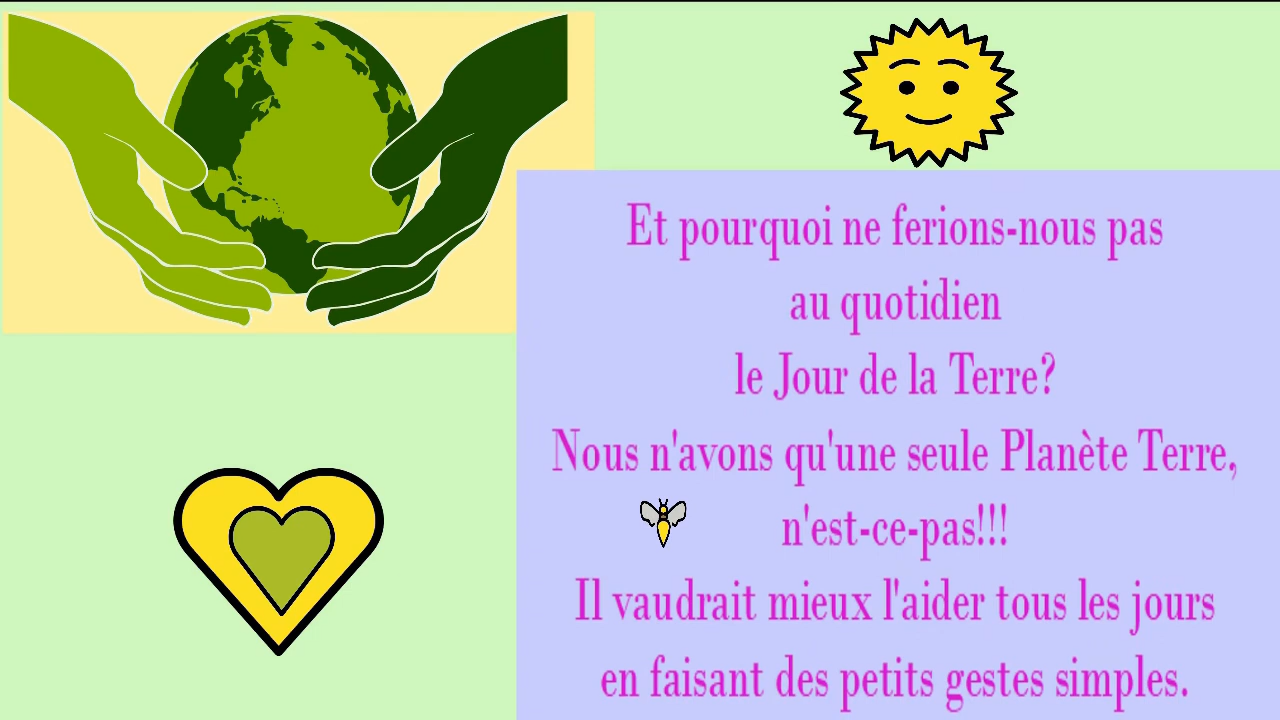 Et pourquoi ne ferions-nous pas
au quotidien
le Jour de la Terre?
Nous n'avons qu'une seule Planète Terre,
n'est-ce-pas!!!
Il vaudrait mieux l'aider tous les jours
en faisant des petits gestes simples.